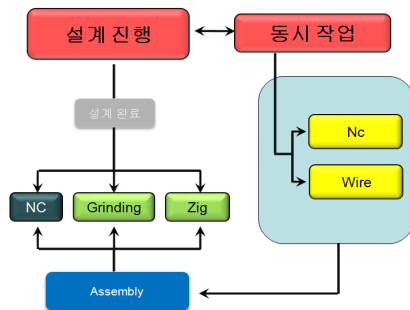 설계 진행
동시 작업
설계 완료
Nc
Wire
NC
Grinding
Zig
Assembly